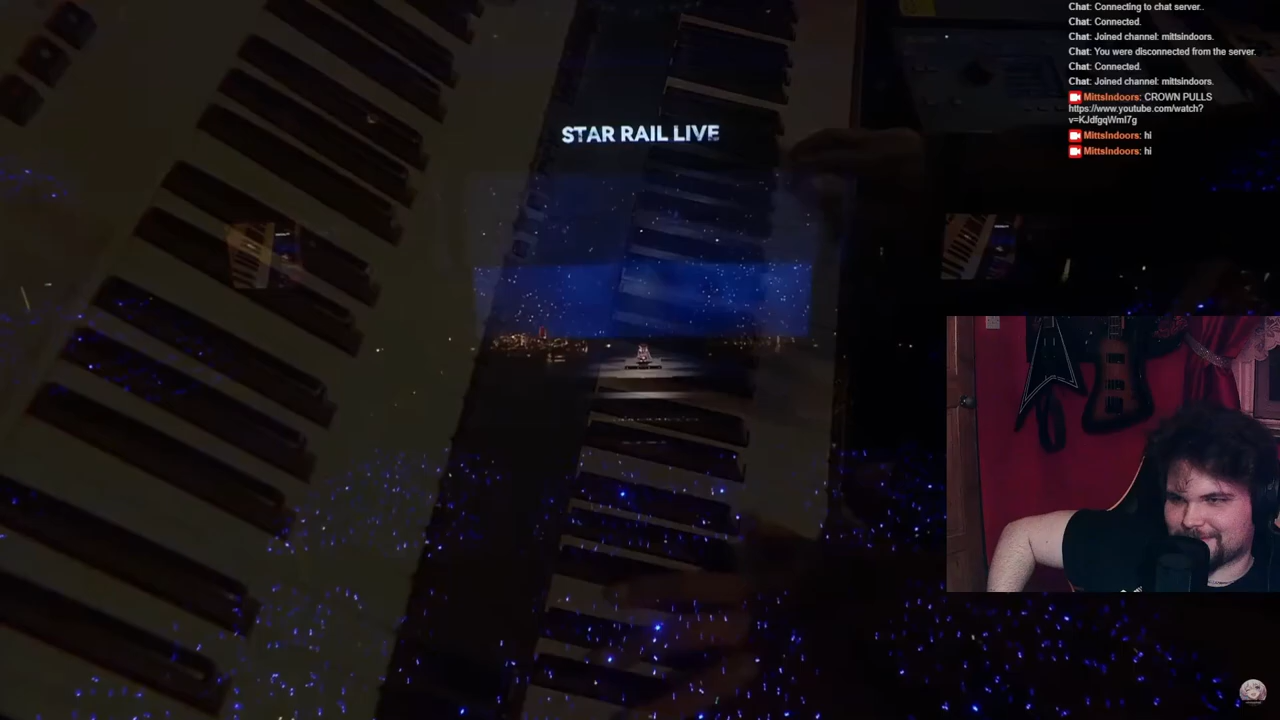 Chat: Connecting to chat server..
Chat: Connected.
Chat: Joined channel: mittsindoors.
Chat: You were disconnected from the server.
Chat: Connected.
Chat: Joined channel: mittsindoors.
MittsIndoors: CROWN PULLS
https://www.youtube.com/watch?
v=KJdfgqWmI7g
MittsIndoors: hi
MittsIndoors: hi
STAR RAIL LIVE